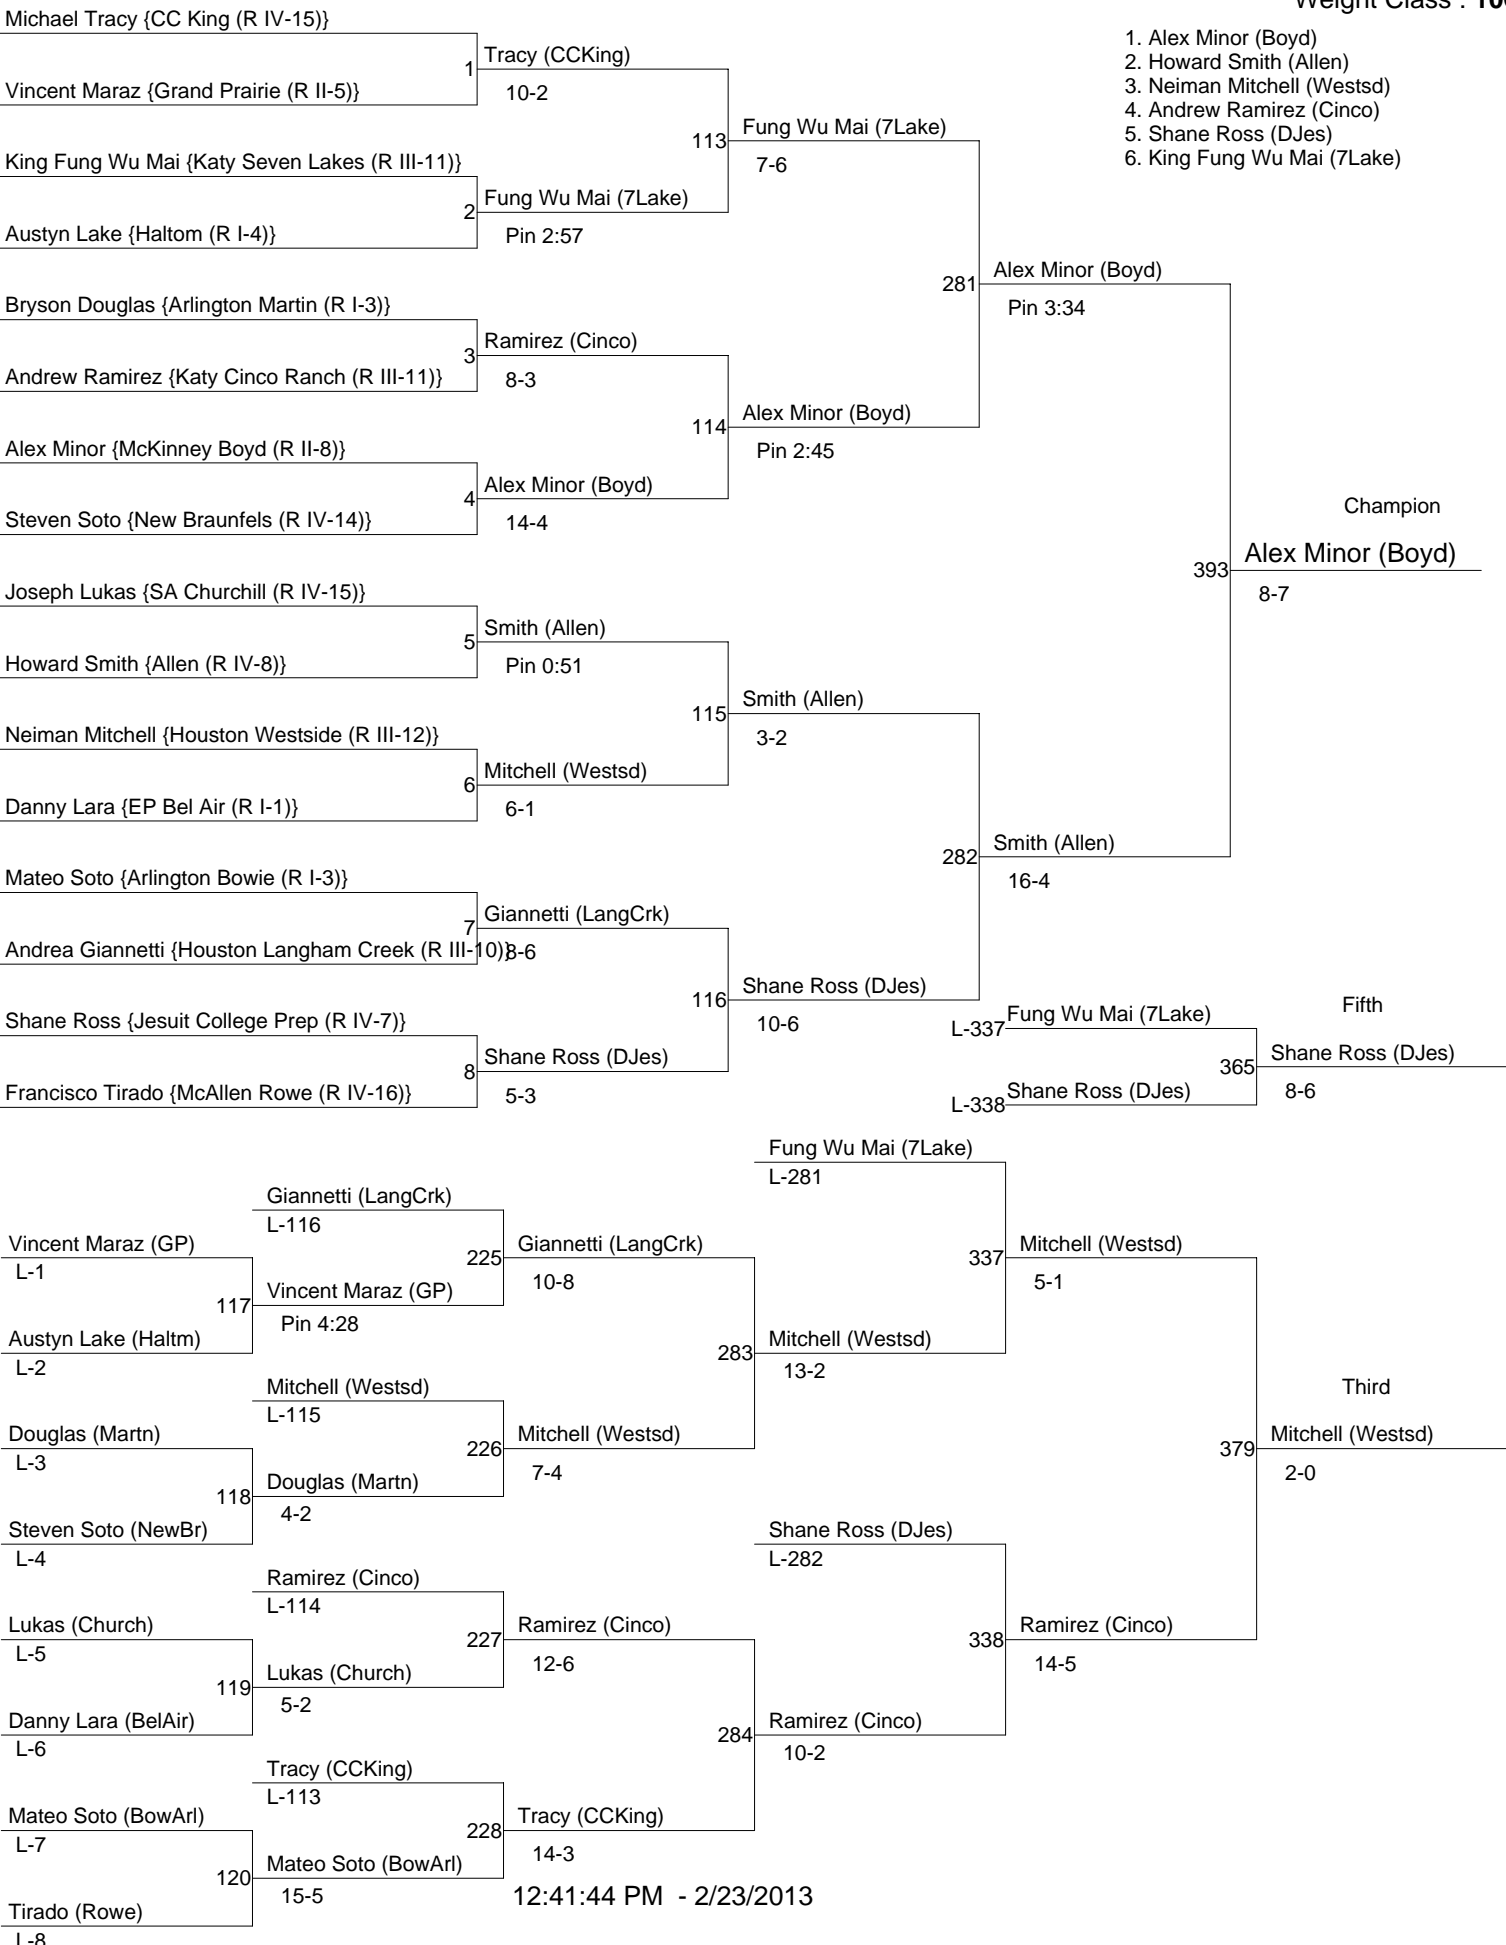 Weight Class :
Michael Tracy {CC King (R IV-15)}
1. Alex Minor (Boyd)
2. Howard Smith (Allen)
3. Neiman Mitchell (Westsd)
4. Andrew Ramirez (Cinco)
5. Shane Ross (DJes)
6. King Fung Wu Mai (7Lake)
1
Tracy (CCKing)
10-2
Vincent Maraz {Grand Prairie (R II-5)}
113
Fung Wu Mai (7Lake)
7-6
King Fung Wu Mai {Katy Seven Lakes (R III-11)}
2
Fung Wu Mai (7Lake)
Pin 2:57
Austyn Lake {Haltom (R I-4)}
281
Alex Minor (Boyd)
Pin 3:34
Bryson Douglas {Arlington Martin (R I-3)}
3
Ramirez (Cinco)
8-3
Andrew Ramirez {Katy Cinco Ranch (R III-11)}
114
Alex Minor (Boyd)
Pin 2:45
Alex Minor {McKinney Boyd (R II-8)}
4
Alex Minor (Boyd)
14-4
Steven Soto {New Braunfels (R IV-14)}
Champion
393
Alex Minor (Boyd)
8-7
Joseph Lukas {SA Churchill (R IV-15)}
5
Smith (Allen)
Pin 0:51
Howard Smith {Allen (R IV-8)}
115
Smith (Allen)
3-2
Neiman Mitchell {Houston Westside (R III-12)}
6
Mitchell (Westsd)
6-1
Danny Lara {EP Bel Air (R I-1)}
282
Smith (Allen)
16-4
Mateo Soto {Arlington Bowie (R I-3)}
7
Giannetti (LangCrk)
8-6
Andrea Giannetti {Houston Langham Creek (R III-10)}
116
Shane Ross (DJes)
10-6
Shane Ross {Jesuit College Prep (R IV-7)}
8
Shane Ross (DJes)
5-3
Francisco Tirado {McAllen Rowe (R IV-16)}
L-337
Fung Wu Mai (7Lake)
Fifth
365
Shane Ross (DJes)
8-6
L-338
Shane Ross (DJes)
Fung Wu Mai (7Lake)
L-281
Giannetti (LangCrk)
L-116
Vincent Maraz (GP)
L-1
225
Giannetti (LangCrk)
10-8
337
Mitchell (Westsd)
5-1
117
Vincent Maraz (GP)
Pin 4:28
Austyn Lake (Haltm)
L-2
283
Mitchell (Westsd)
13-2
Mitchell (Westsd)
L-115
Third
Douglas (Martn)
L-3
226
Mitchell (Westsd)
7-4
379
Mitchell (Westsd)
2-0
118
Douglas (Martn)
4-2
Steven Soto (NewBr)
L-4
Shane Ross (DJes)
L-282
Ramirez (Cinco)
L-114
Lukas (Church)
L-5
227
Ramirez (Cinco)
12-6
338
Ramirez (Cinco)
14-5
119
Lukas (Church)
5-2
Danny Lara (BelAir)
L-6
284
Ramirez (Cinco)
10-2
Tracy (CCKing)
L-113
Mateo Soto (BowArl)
L-7
228
Tracy (CCKing)
14-3
120
Mateo Soto (BowArl)
15-5
12:41:44 PM - 2/23/2013
Tirado (Rowe)
L-8